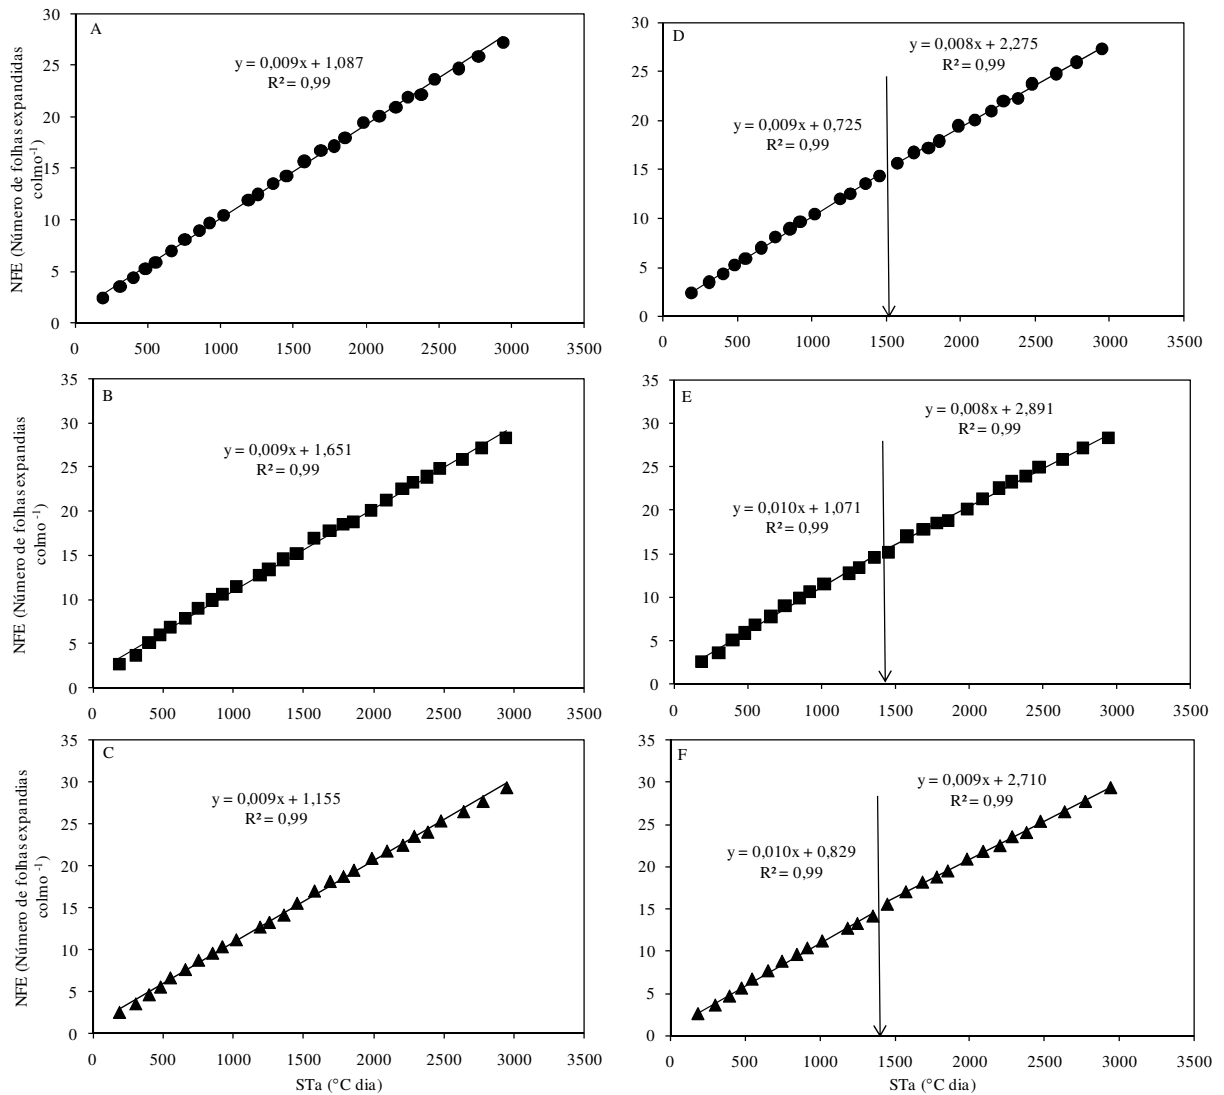 A
y = 0,009x + 1,087
R² = 0,99
NFE (Número de folhas expandidas
colmo-1)
30
25
20
15
10
5
0
0 500 1000 1500 2000 2500 3000 3500
D
y = 0,008x + 2,275
R² = 0,99
y = 0,009x + 0,725
R² = 0,99
30
25
20
15
10
5
0
0 500 1000 1500 2000 2500 3000 3500
B
y = 0,009x + 1,651
R² = 0,99
NFE (Número de folhas expandias
colmo -1)
35
30
25
20
15
10
5
0
0 500 1000 1500 2000 2500 3000 3500
E
y = 0,008x + 2,891
R² = 0,99
y = 0,010x + 1,071
R² = 0,99
35
30
25
20
15
10
5
0
0 500 1000 1500 2000 2500 3000 3500
C
y = 0,009x + 1,155
R² = 0,99
NFE (Número de folhas expandias
colmo -1)
35
30
25
20
15
10
5
0
0 500 1000 1500 2000 2500 3000 3500
STa (°C dia)
F
y = 0,009x + 2,710
R² = 0,99
y = 0,010x + 0,829
R² = 0,99
35
30
25
20
15
10
5
0
0 500 1000 1500 2000 2500 3000 3500
STa (°C dia)